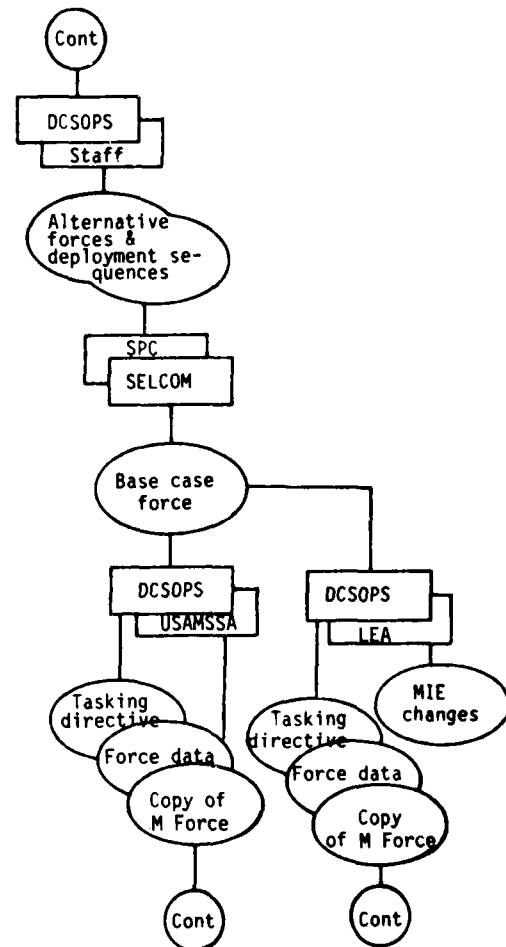 Cont
DCSOPS
Staff
Alternative
forces &
deployment se-
quences
SPC
SELCOM
Base case
force
DCSOPS
USAMSSA
DCSOPS
LEA
Tasking
directive
Force data
Copy of
M Force
MIE
changes
Tasking
directive
Force data
Copy
of M Force
Cont
Cont